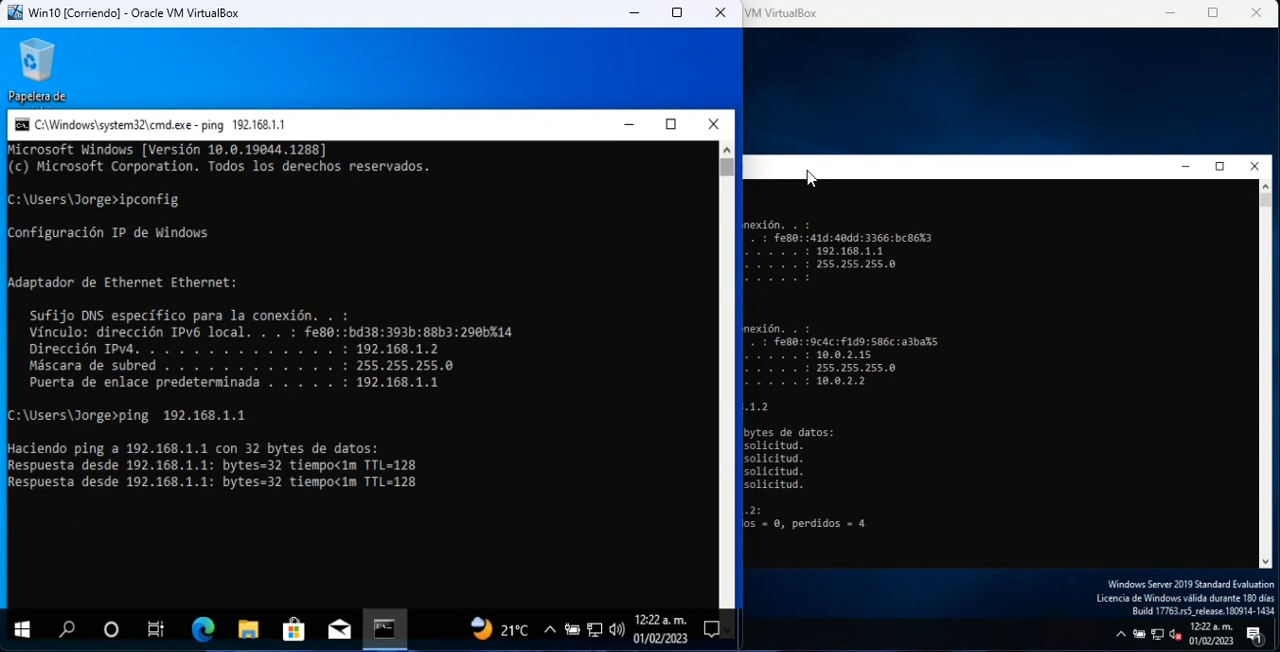 Win10 [Corriendo] - Oracle VM VirtualBox
Papelera de
C:\Windows\system32\cmd.exe - ping 192.168.1.1
Microsoft Windows [Versión 10.0.19044.1288]
(c) Microsoft Corporation. Todos los derechos reservados.
C:\Users\Jorge>ipconfig
Configuración IP de Windows
Adaptador de Ethernet Ethernet:
Sufijo DNS específico para la conexión. . :
Vínculo: dirección IPv6 local. . . : fe80::bd38:393b:88b3:290b%14
Dirección IPv4. . . . . . . . . . . . . . : 192.168.1.2
Máscara de subred . . . . . . . . . . . . : 255.255.255.0
Puerta de enlace predeterminada . . . . . : 192.168.1.1
C:\Users\Jorge>ping  192.168.1.1
Haciendo ping a 192.168.1.1 con 32 bytes de datos:
Respuesta desde 192.168.1.1: bytes=32 tiempo<1m TTL=128
Respuesta desde 192.168.1.1: bytes=32 tiempo<1m TTL=128
21°C
12:22 a. m.
01/02/2023
VM VirtualBox
onexión. . :
. . : fe80::41d:40dd:3366:bc86%3
. . . . . : 192.168.1.1
. . . . . : 255.255.255.0
. . . . . :
onexión. . :
. . : fe80::9c4c:f1d9:586c:a3ba%5
. . . . . : 10.0.2.15
. . . . . : 255.255.255.0
. . . . . : 10.0.2.2
.1.2
bytes de datos:
solicitud.
solicitud.
solicitud.
solicitud.
.2:
os = 0, perdidos = 4
Windows Server 2019 Standard Evaluation
Licencia de Windows válida durante 180 días
Build 17763.rs5_release.180914-1434
12:22 a. m.
01/02/2023
1